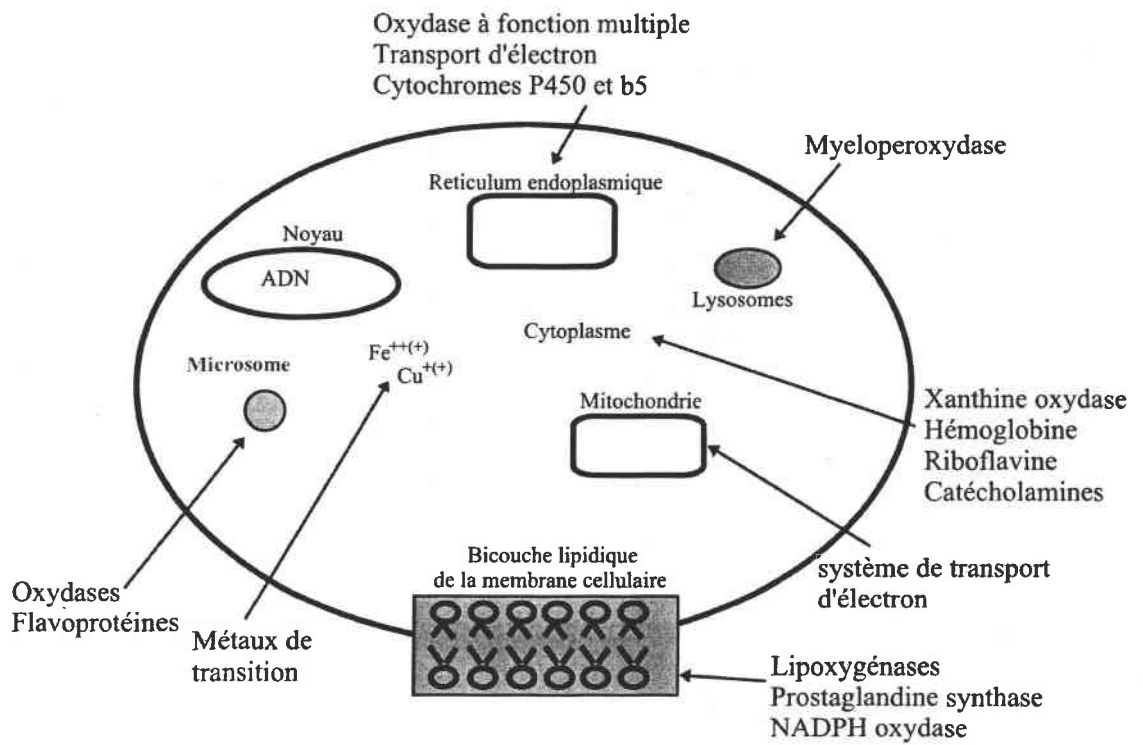 Oxydase à fonction multiple
Transport d'électron
Cytochromes P450 et b5
Myeloperoxydase
Reticulum endoplasmique
Noyau
ADN
Lysosomes
Cytoplasme
Fe++(+)
Cu+(+)
Microsome
Mitochondrie
Xanthine oxydase
Hémoglobine
Riboflavine
Catécholamines
Bicouche lipidique
de la membrane cellulaire
système de transport
d'électron
Oxydases
Flavoprotéines
Métaux de
transition
Lipoxygénases
Prostaglandine synthase
NADPH oxydase